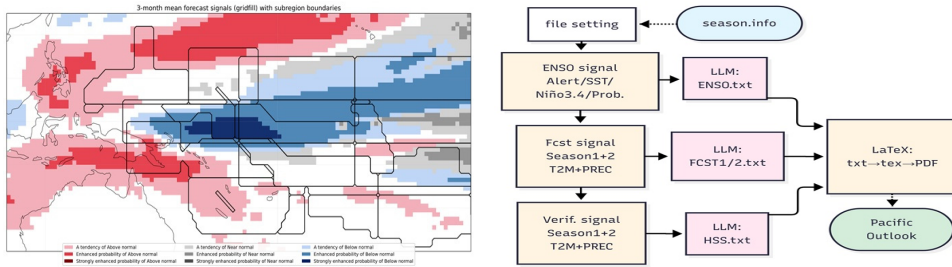 3-month mean forecast signals (gridfill) with subregion boundaries
A tendency of Above normal
Enhanced probability of Above normal
Strongly enhanced probability of Above normal
A tendency of Near normal
Enhanced probability of Near normal
Strongly enhanced probability of Near normal
A tendency of Below normal
Enhanced probability of Below normal
Strongly enhanced probability of Below normal
file setting
season.info
ENSO signal
Alert/SST/
Niño3.4/Prob.
LLM:
ENSO.txt
Fcst signal
Season1+2
T2M+PREC
LLM:
FCST1/2.txt
LaTeX:
txt→tex→PDF
Verif. signal
Season1+2
T2M+PREC
LLM:
HSS.txt
Pacific
Outlook